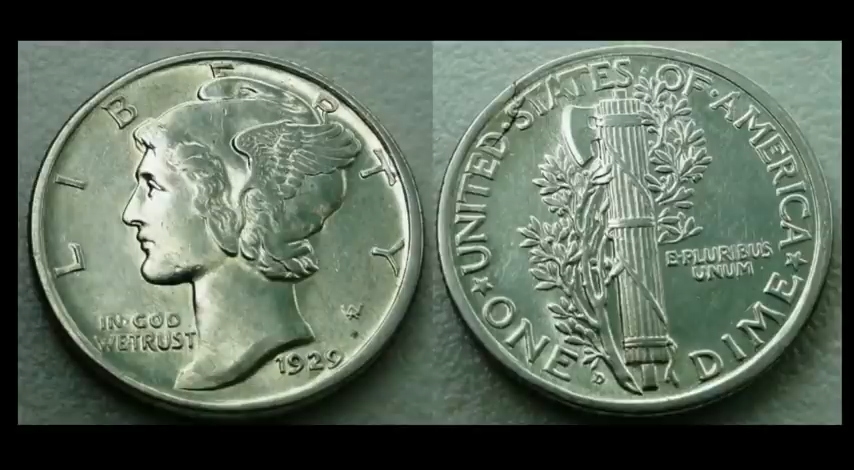 LIBERTY
IN·GOD
WE TRUST
1929
W
UNITED·STATES OF·AMERICA
E·PLURIBUS
UNUM
ONE DIME
D